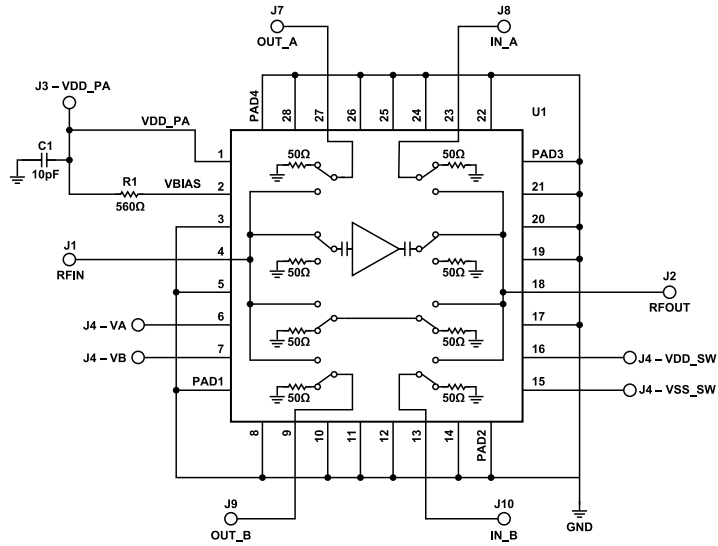 J7
OUT_A
J8
IN_A
J3 – VDD_PA
PAD4
28
27
26
25
24
23
22
U1
VDD_PA
C1
10pF
1
50Ω
50Ω
PAD3
R1
VBIAS
560Ω
2
21
3
20
J1
RFIN
4
50Ω
50Ω
19
5
18
J2
RFOUT
J4 – VA
6
50Ω
50Ω
17
J4 – VB
7
16
J4 – VDD_SW
PAD1
50Ω
50Ω
15
J4 – VSS_SW
8
9
10
11
12
13
14
PAD2
J9
OUT_B
J10
IN_B
GND